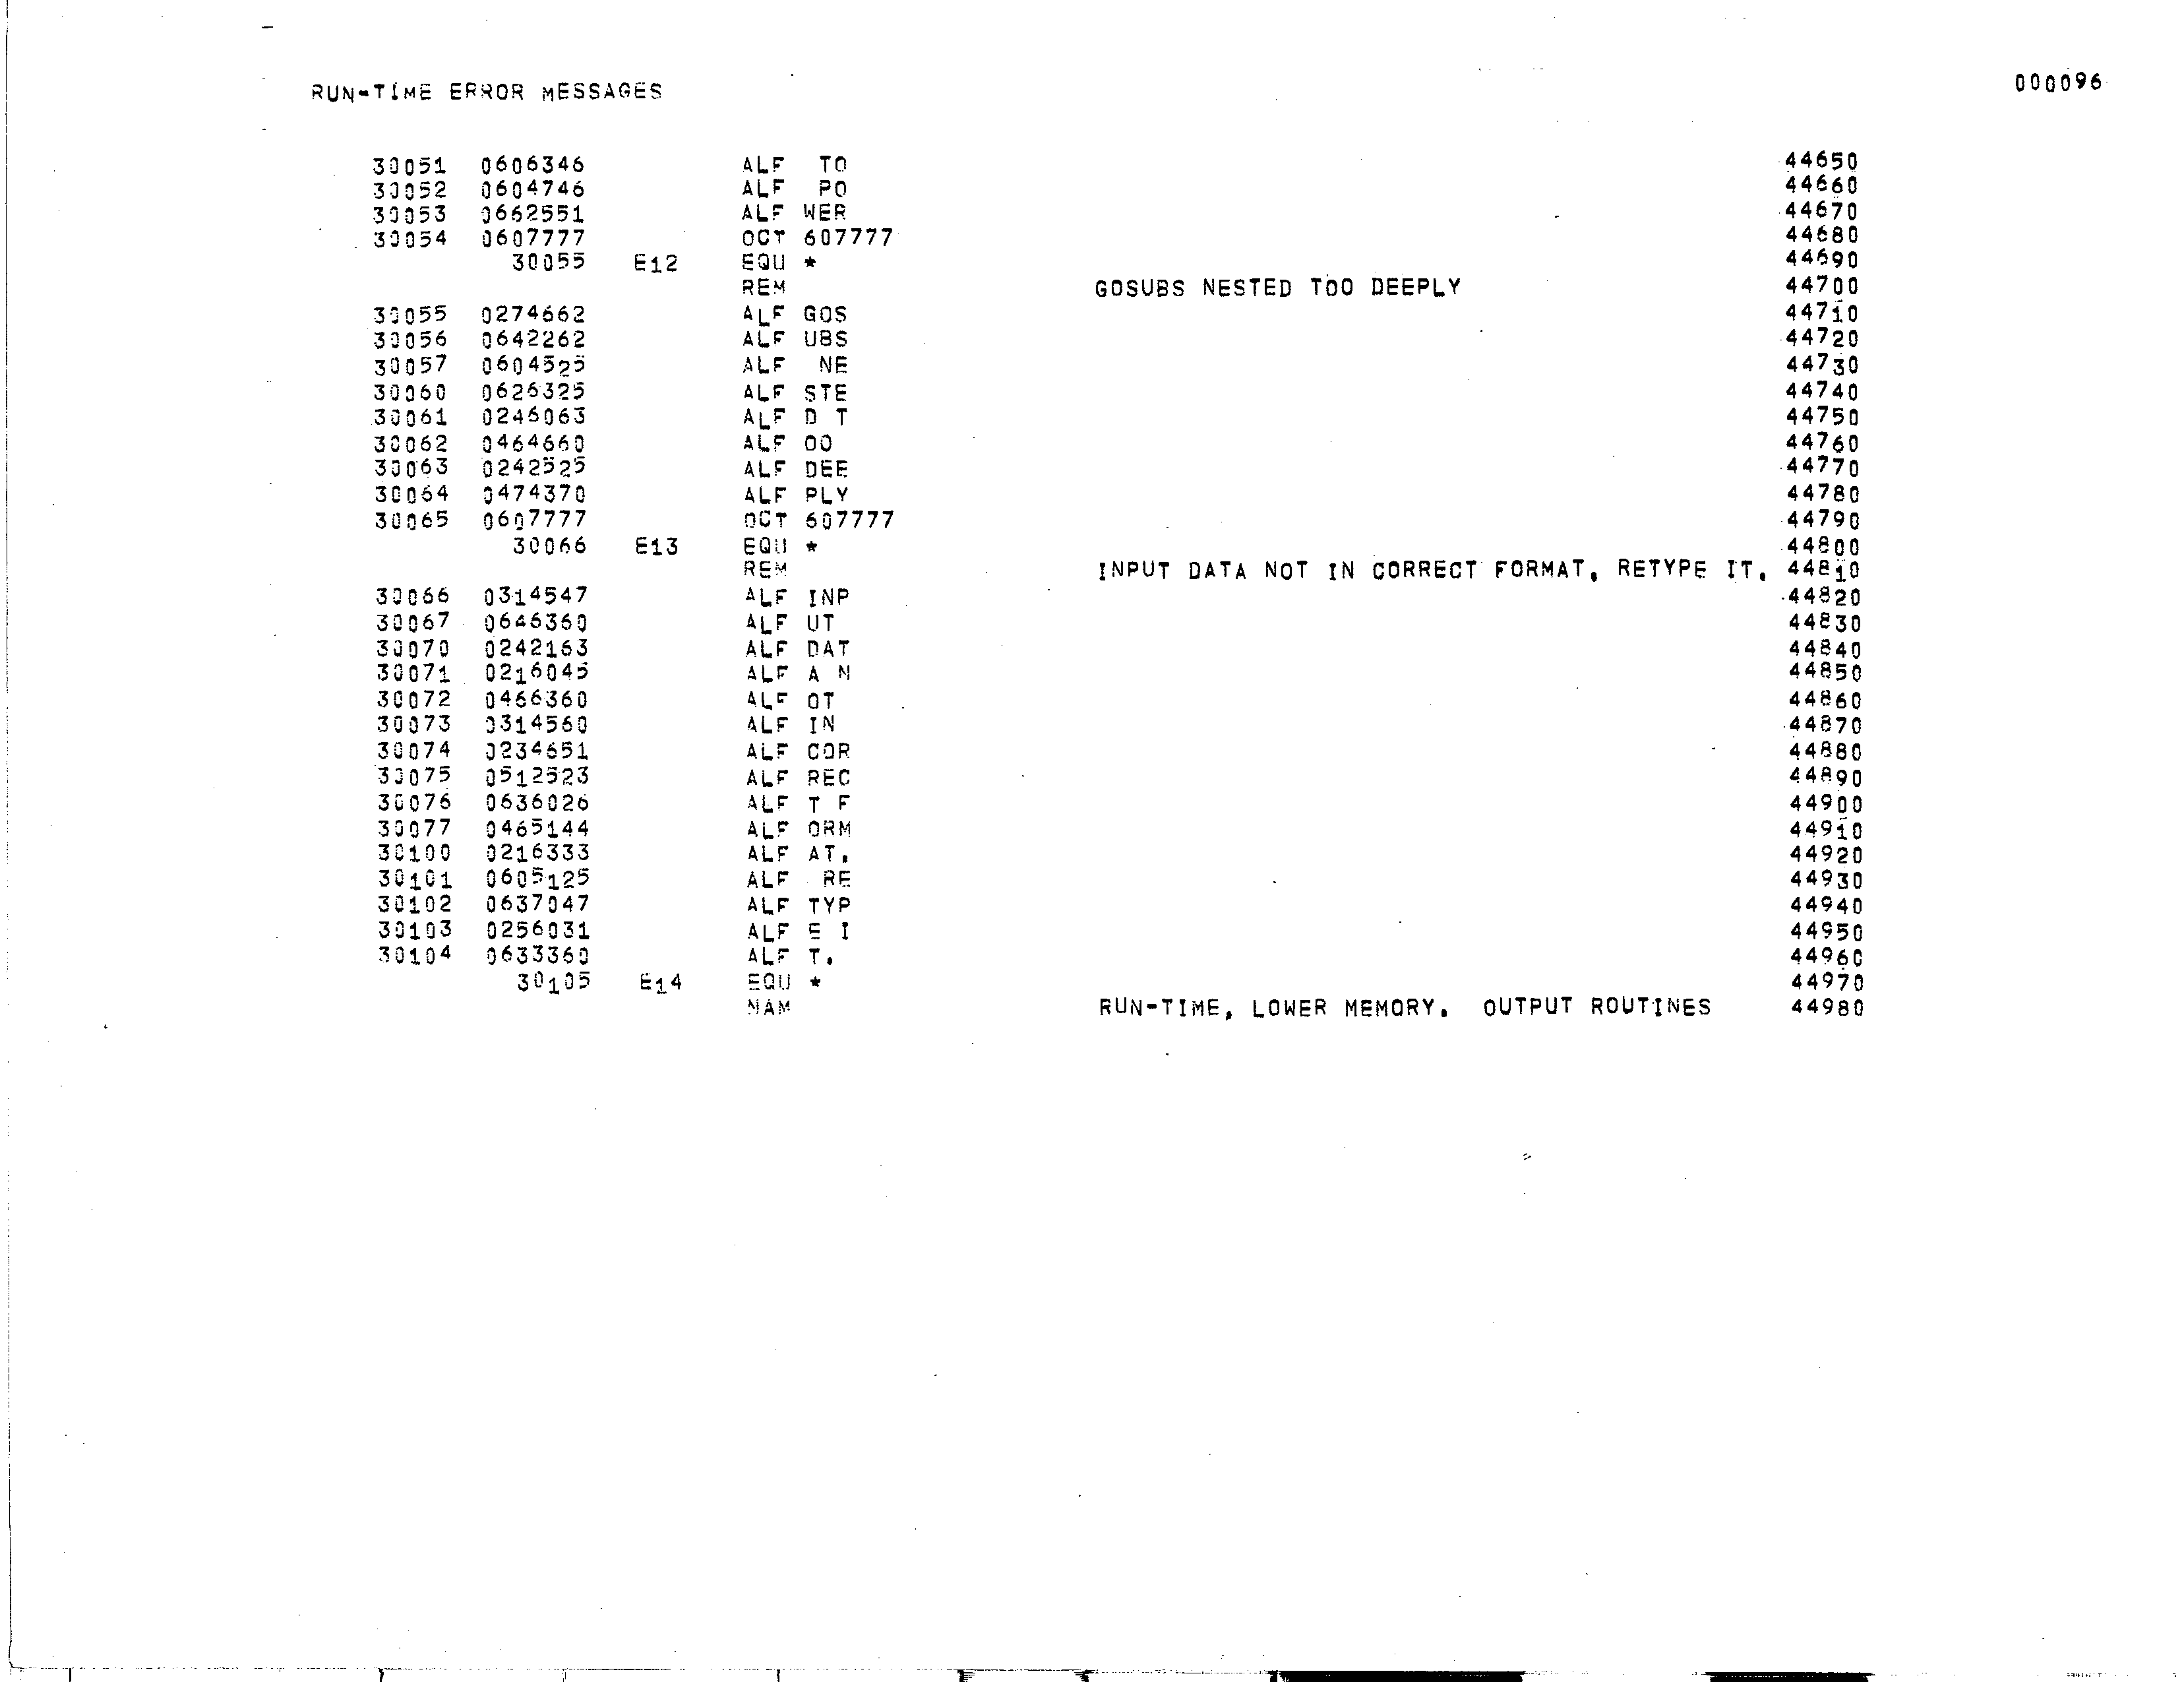 000096
RUN-TIME ERROR MESSAGES
30051 0606346 ALF  TO 44650
30052 0604746 ALF  PO 44660
30053 0662551 ALF WER 44670
30054 0607777 OCT 607777 44680
30055 E12 EQU * 44690
REM GOSUBS NESTED TOO DEEPLY 44700
30055 0274662 ALF GOS 44710
30056 0642262 ALF UBS 44720
30057 0604525 ALF  NE 44730
30060 0626325 ALF STE 44740
30061 0246063 ALF D T 44750
30062 0464660 ALF OO 44760
30063 0242525 ALF DEE 44770
30064 0474370 ALF PLY 44780
30065 0607777 OCT 607777 44790
30066 E13 EQU * 44800
REM INPUT DATA NOT IN CORRECT FORMAT. RETYPE IT. 44810
30066 0314547 ALF INP 44820
30067 0646360 ALF UT 44830
30070 0242163 ALF DAT 44840
30071 0216045 ALF A N 44850
30072 0466360 ALF OT 44860
30073 0314560 ALF IN 44870
30074 0234651 ALF COR 44880
30075 0512523 ALF REC 44890
30076 0636026 ALF T F 44900
30077 0465144 ALF ORM 44910
30100 0216333 ALF AT. 44920
30101 0605125 ALF  RE 44930
30102 0637047 ALF TYP 44940
30103 0256031 ALF E I 44950
30104 0633360 ALF T. 44960
30105 E14 EQU * 44970
NAM RUN-TIME, LOWER MEMORY. OUTPUT ROUTINES 44980